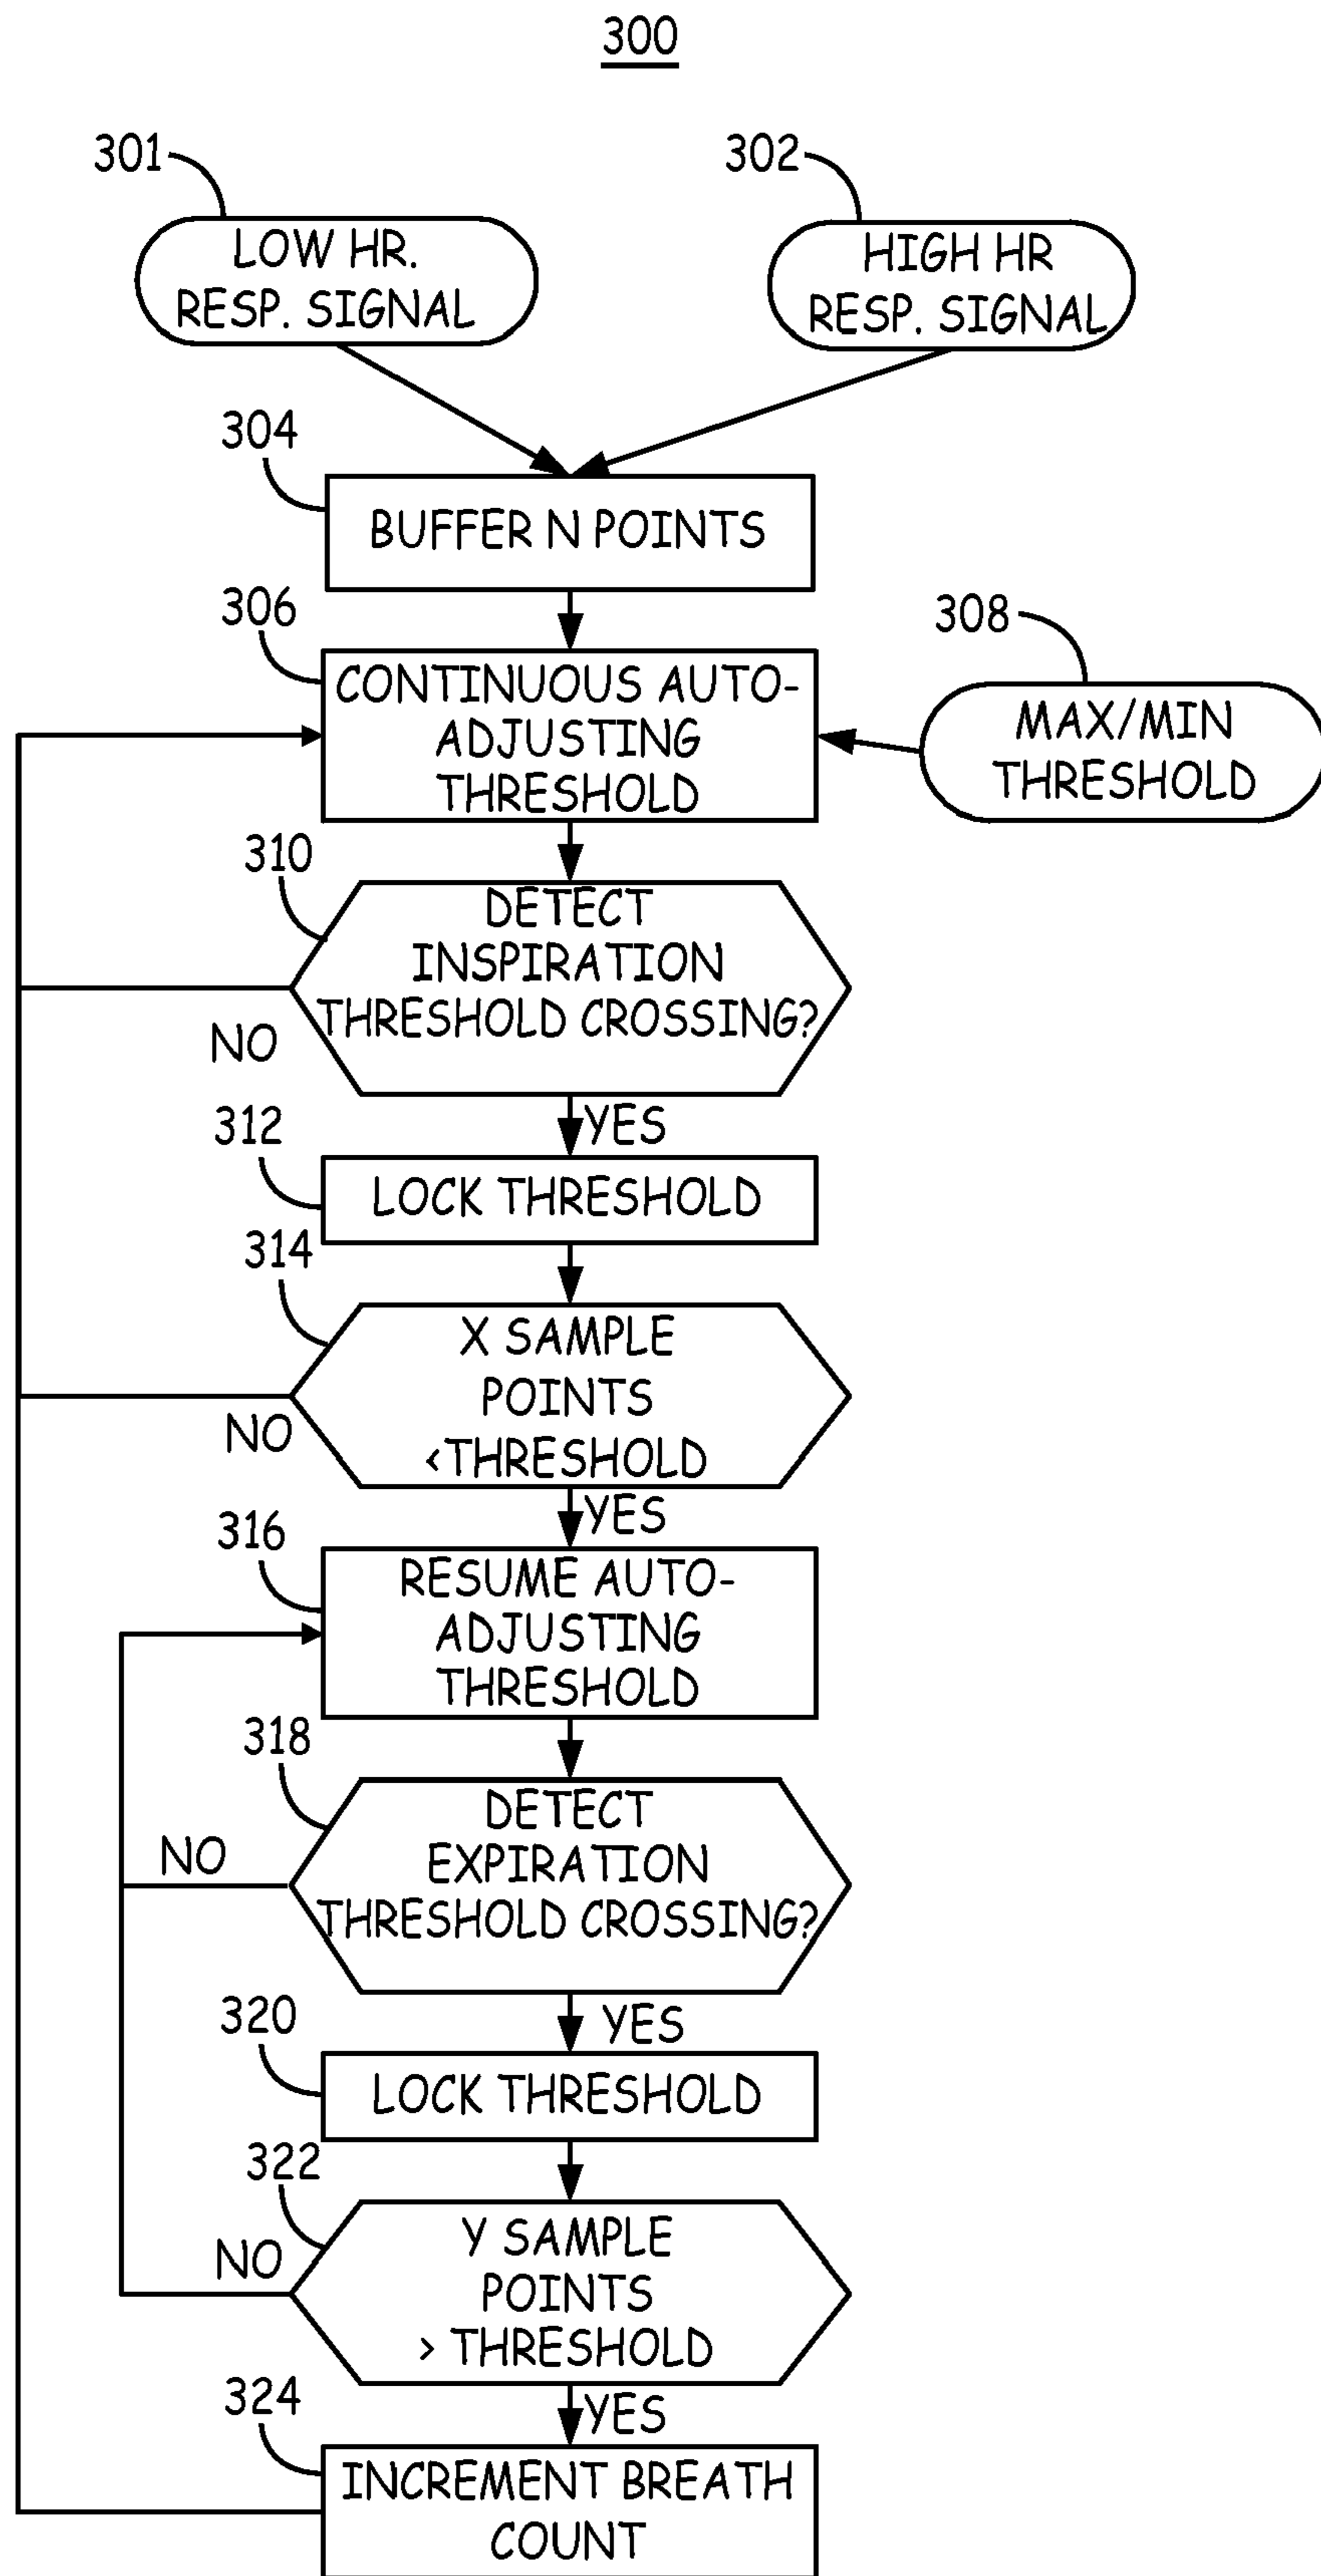 300
301
LOW HR.
RESP. SIGNAL
302
HIGH HR
RESP. SIGNAL
304
BUFFER N POINTS
306
CONTINUOUS AUTO-
ADJUSTING
THRESHOLD
308
MAX/MIN
THRESHOLD
310
DETECT
INSPIRATION
THRESHOLD CROSSING?
NO
YES
312
LOCK THRESHOLD
314
X SAMPLE
POINTS
<THRESHOLD
NO
YES
316
RESUME AUTO-
ADJUSTING
THRESHOLD
318
DETECT
EXPIRATION
THRESHOLD CROSSING?
NO
YES
320
LOCK THRESHOLD
322
Y SAMPLE
POINTS
> THRESHOLD
NO
YES
324
INCREMENT BREATH
COUNT